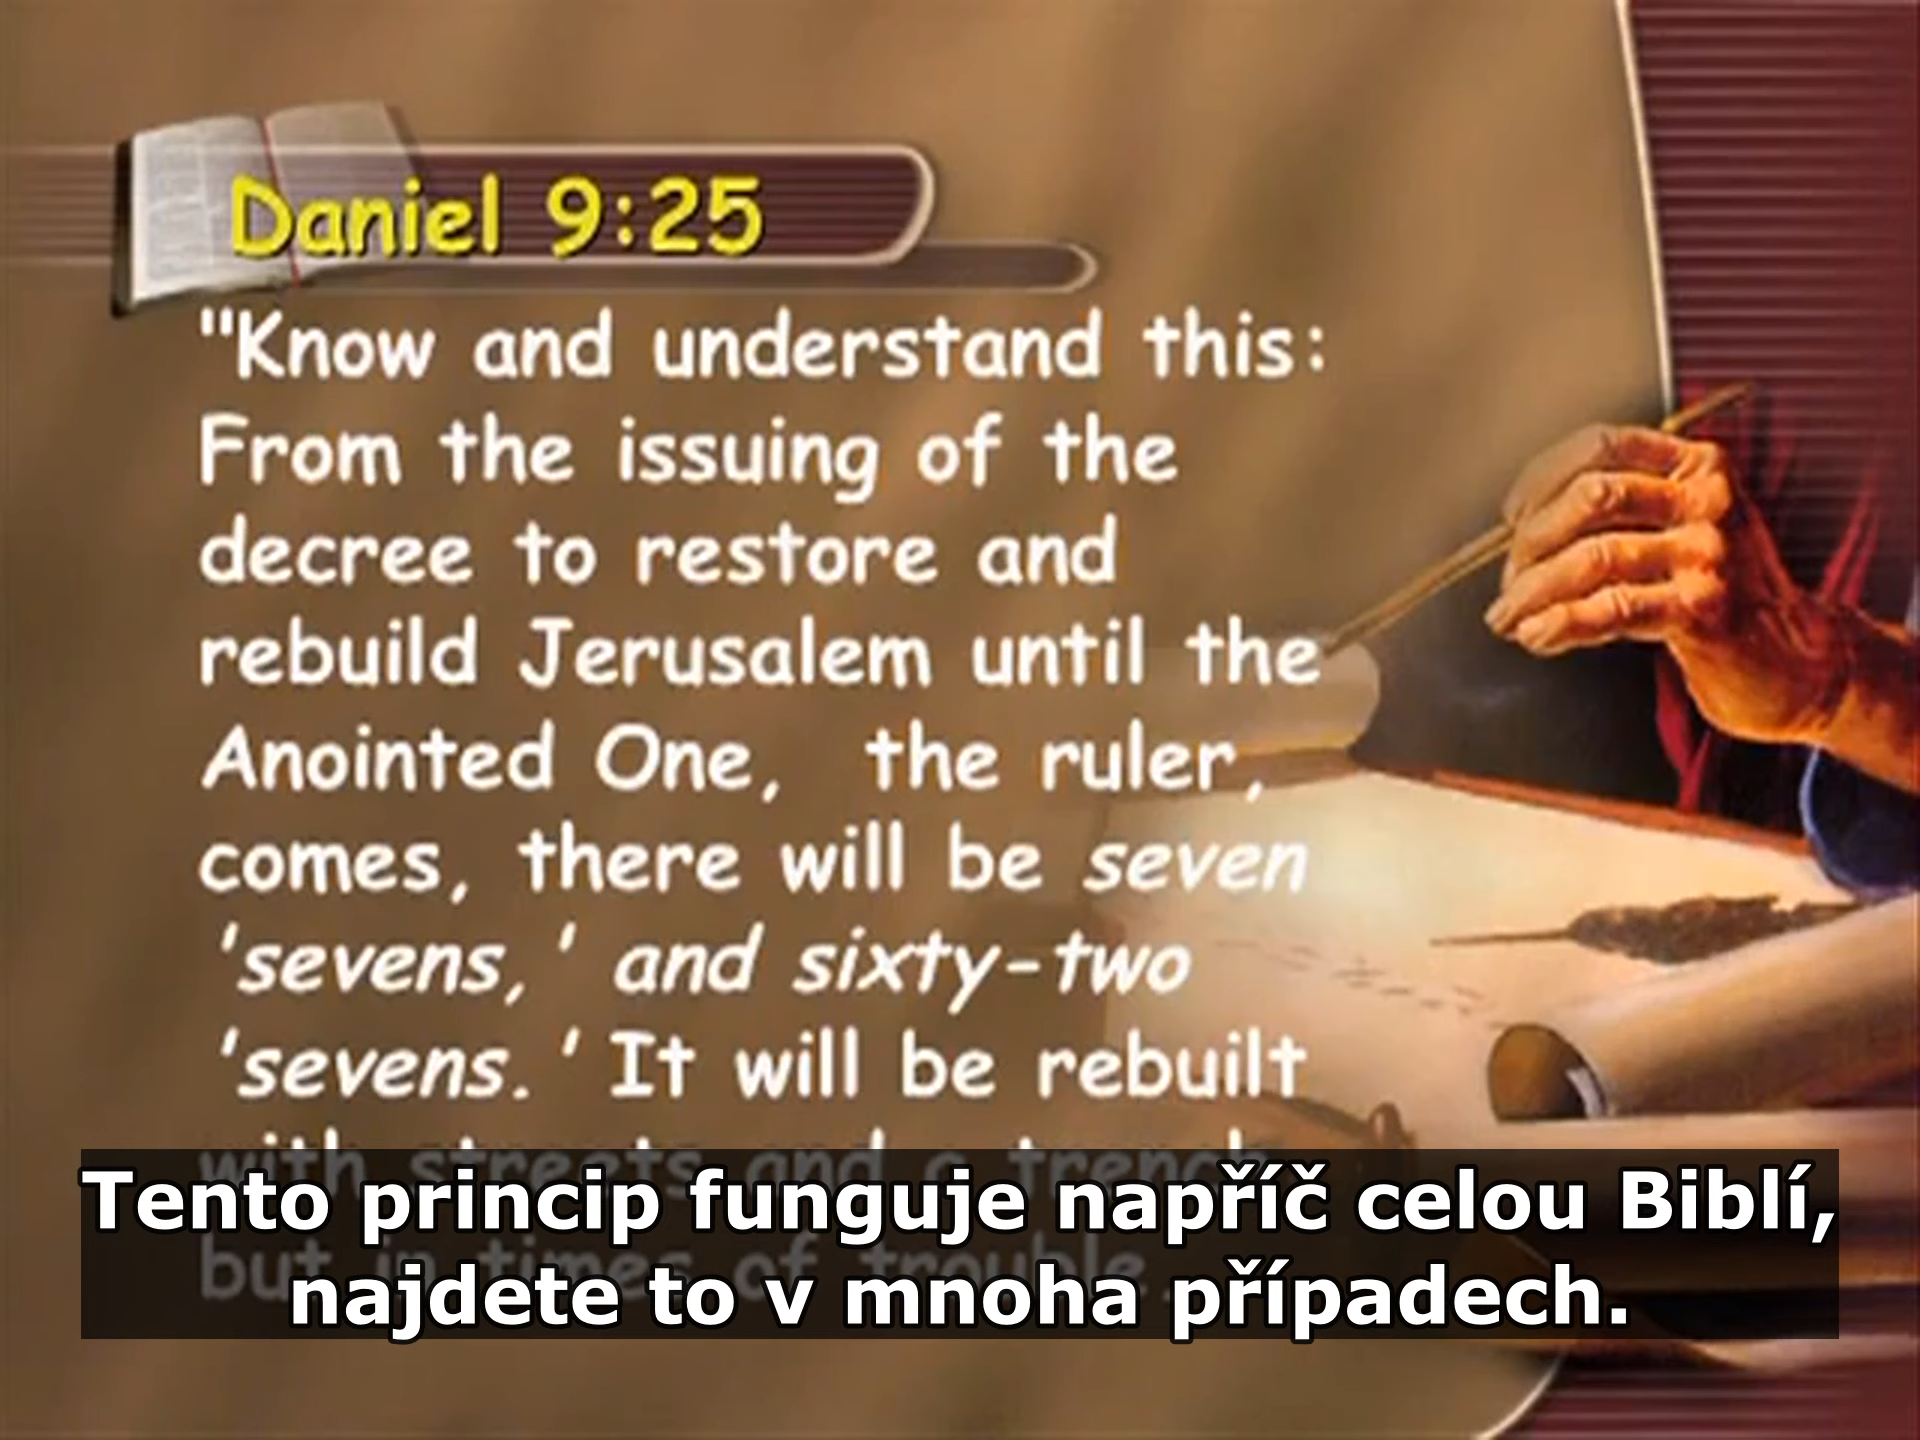 Daniel 9:25
"Know and understand this:
From the issuing of the
decree to restore and
rebuild Jerusalem until the
Anointed One, the ruler,
comes, there will be seven
'sevens,' and sixty-two
'sevens.' It will be rebuilt
with streets and a trench,
but in times of trouble.
Tento princip funguje napříč celou Biblí,
najdete to v mnoha případech.